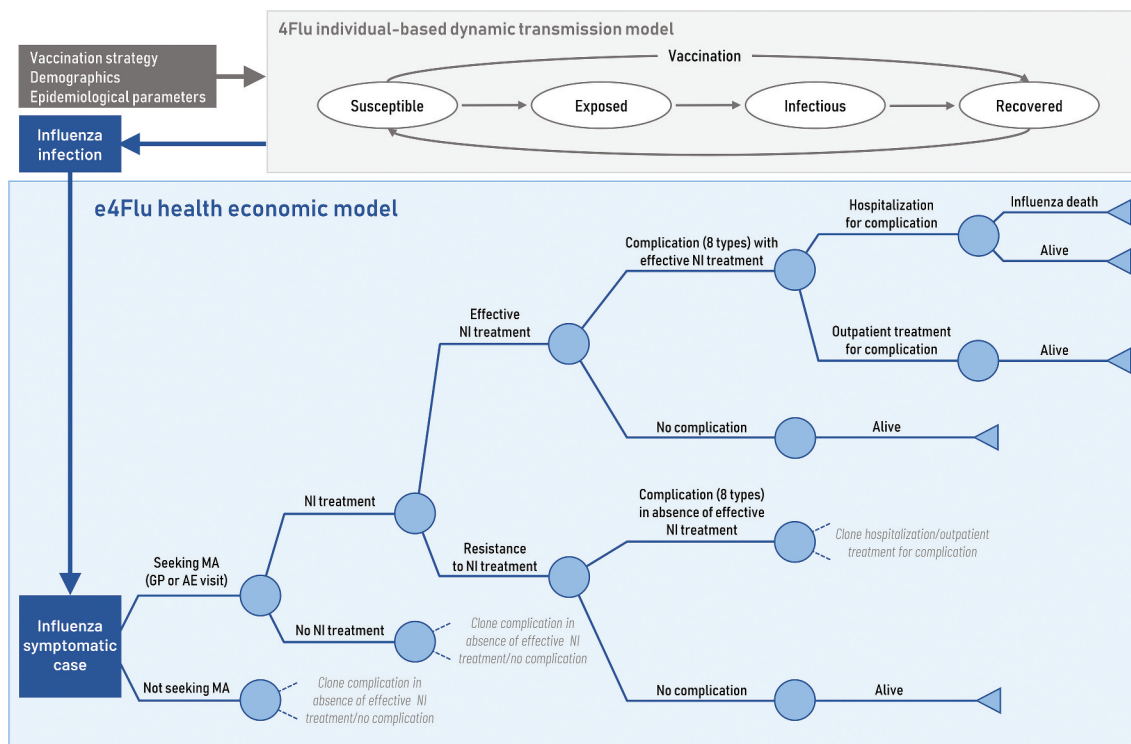 4Flu individual-based dynamic transmission model
Vaccination strategy
Demographics
Epidemiological parameters
Vaccination
Susceptible
Exposed
Infectious
Recovered
Influenza
infection
e4Flu health economic model
Hospitalization
for complication
Influenza death
Alive
Complication (8 types) with
effective NI treatment
Effective
NI treatment
Outpatient treatment
for complication
Alive
No complication
Alive
NI treatment
Complication (8 types)
in absence of effective
NI treatment
Clone hospitalization/outpatient
treatment for complication
Resistance
to NI treatment
Seeking MA
(GP or AE visit)
Influenza
symptomatic
case
No NI treatment
Clone complication in
absence of effective NI
treatment/no complication
Not seeking MA
Clone complication in
absence of effective NI
treatment/no complication
No complication
Alive